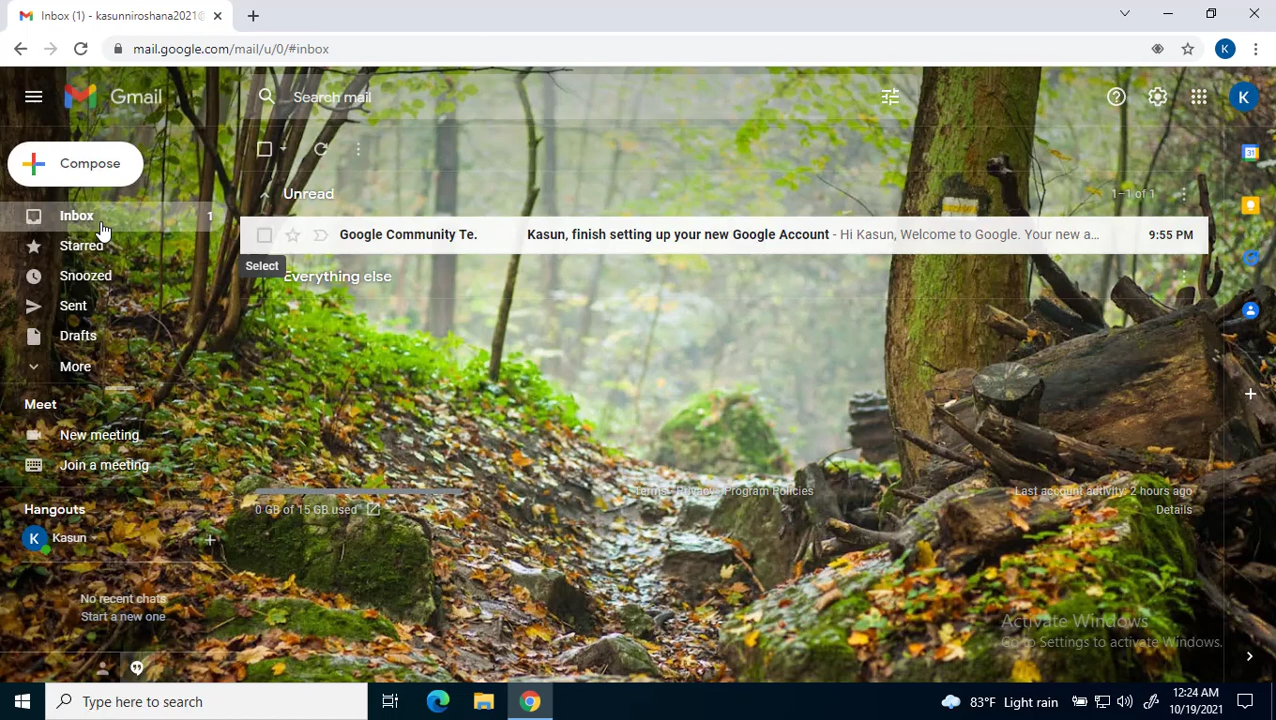 Inbox (1) - kasunniroshana2021@
mail.google.com/mail/u/0/#inbox
K
Gmail
Search mail
K
Compose
31
Unread
1–1 of 1
Inbox
1
Google Community Te. Kasun, finish setting up your new Google Account - Hi Kasun, Welcome to Google. Your new a... 9:55 PM
Starred
Select
Snoozed
Everything else
Sent
Drafts
More
Meet
New meeting
Join a meeting
Terms · Privacy · Program Policies
Last account activity: 2 hours ago
0 GB of 15 GB used
Details
Hangouts
K
Kasun
No recent chats
Start a new one
Activate Windows
Go to Settings to activate Windows.
Type here to search
83°F Light rain
12:24 AM
10/19/2021